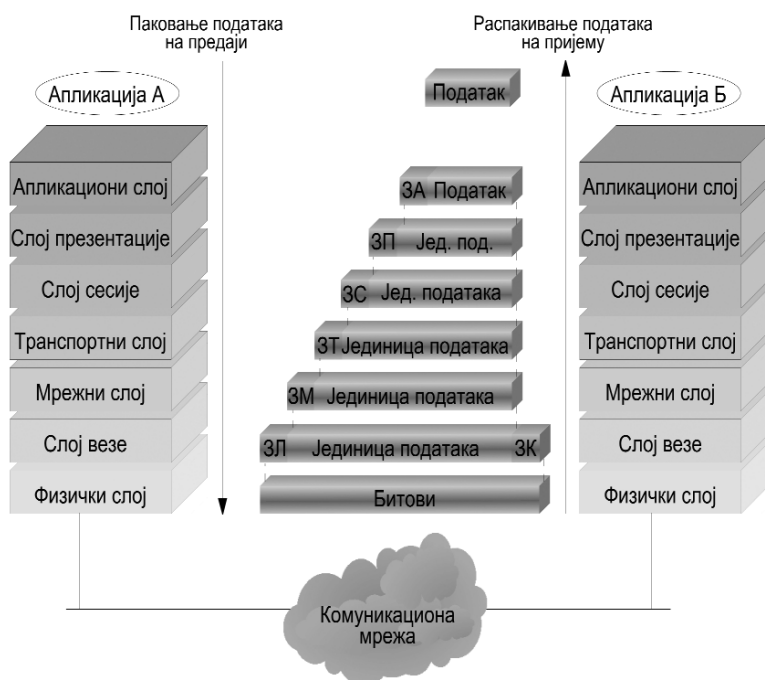 Паковање података
на предаји
Распакивање података
на пријему
Апликација А
Податак
Апликација Б
Апликациони слој
ЗА Податак
Апликациони слој
Слој презентације
ЗП Јед. под.
Слој презентације
Слој сесије
ЗС Јед. података
Слој сесије
Транспортни слој
ЗТ Јединица података
Транспортни слој
Мрежни слој
ЗМ Јединица података
Мрежни слој
Слој везе
ЗЛ Јединица података ЗК
Слој везе
Физички слој
Битови
Физички слој
Комуникациона
мрежа